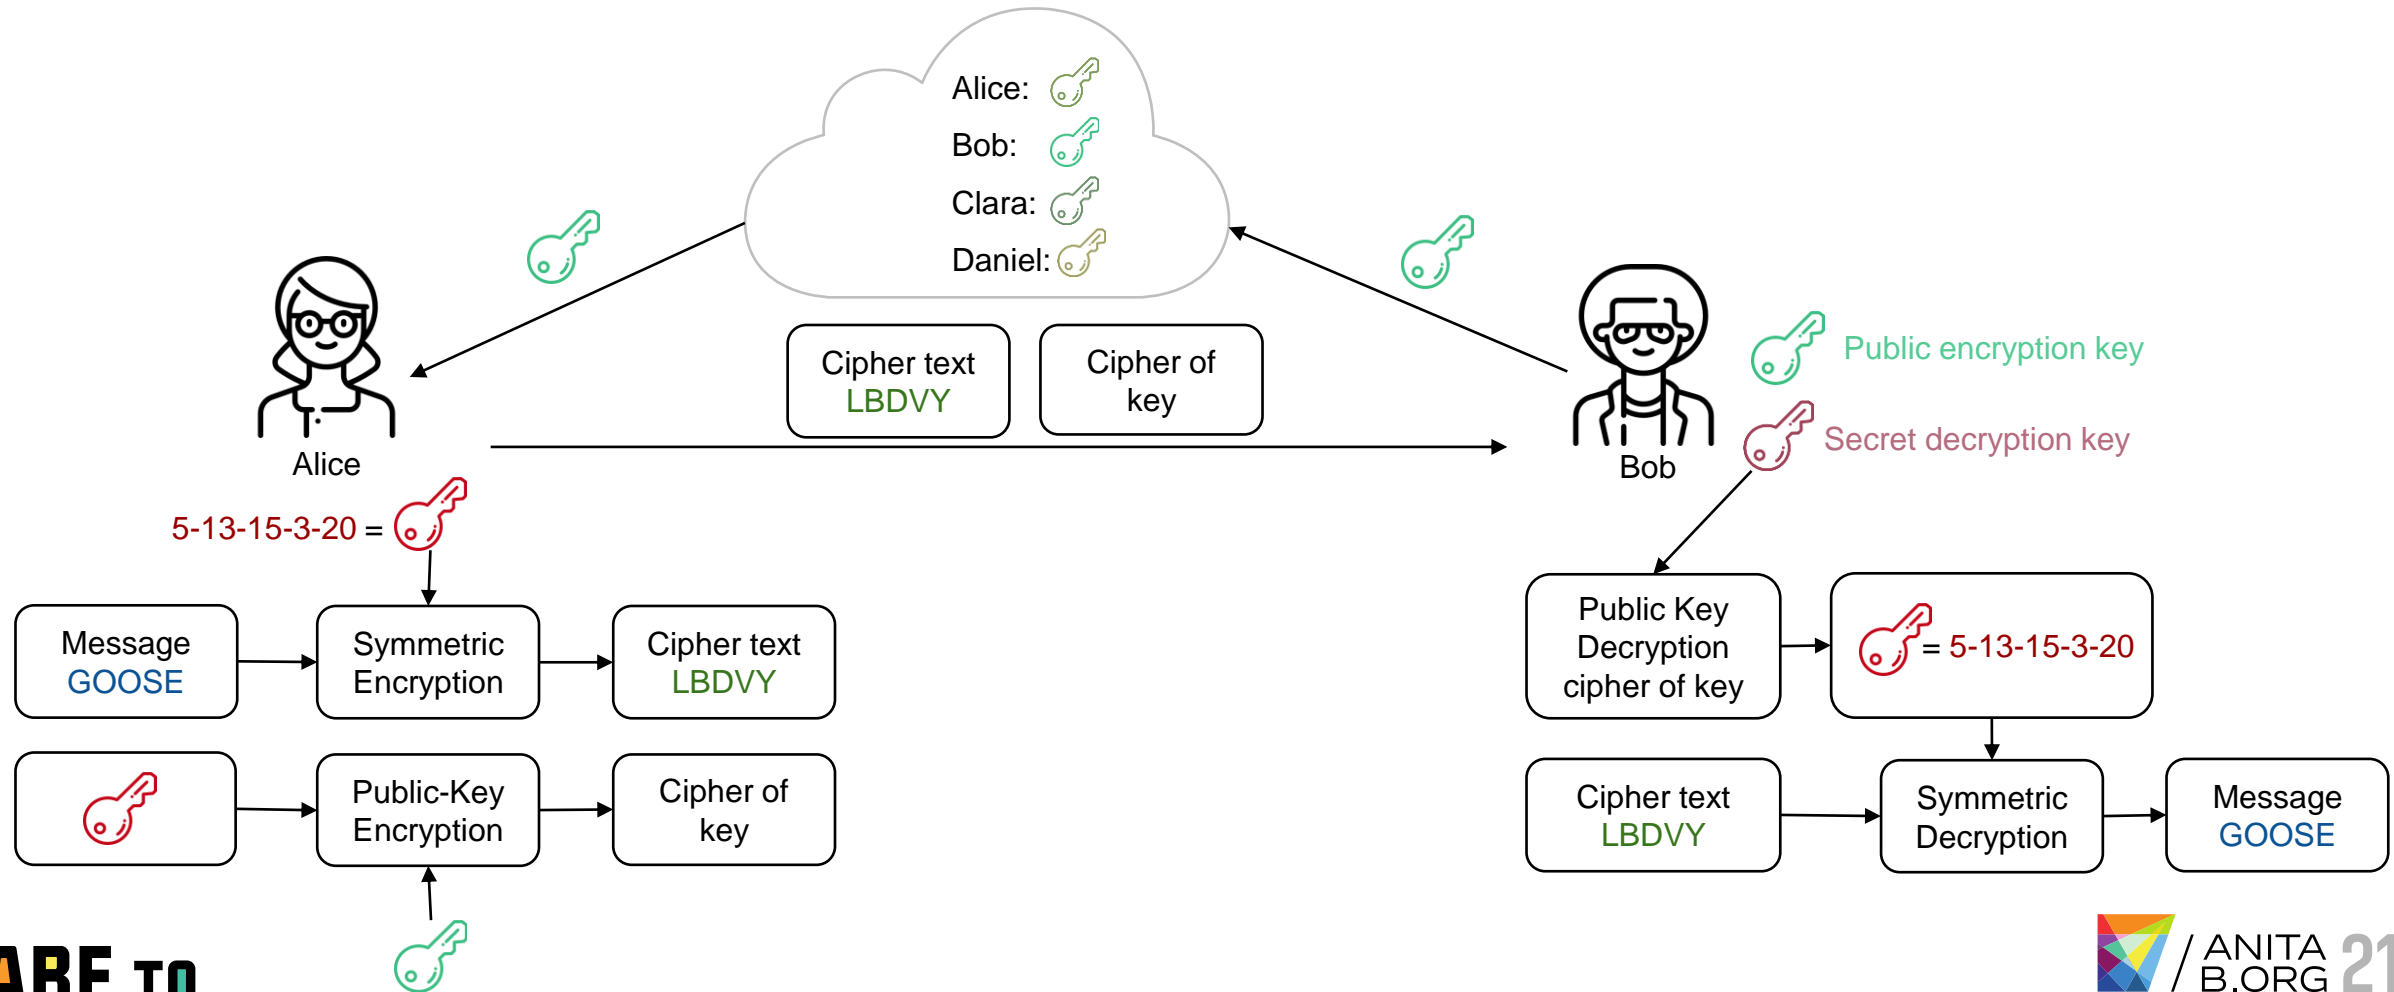 Alice:
Bob:
Clara:
Daniel:
Cipher text
LBDVY
Cipher of
key
Public encryption key
Secret decryption key
Alice
Bob
5-13-15-3-20 =
Message
GOOSE
Symmetric
Encryption
Cipher text
LBDVY
Public-Key
Encryption
Cipher of
key
Public Key
Decryption
cipher of key
= 5-13-15-3-20
Cipher text
LBDVY
Symmetric
Decryption
Message
GOOSE
TO
ANITA
B.ORG
21